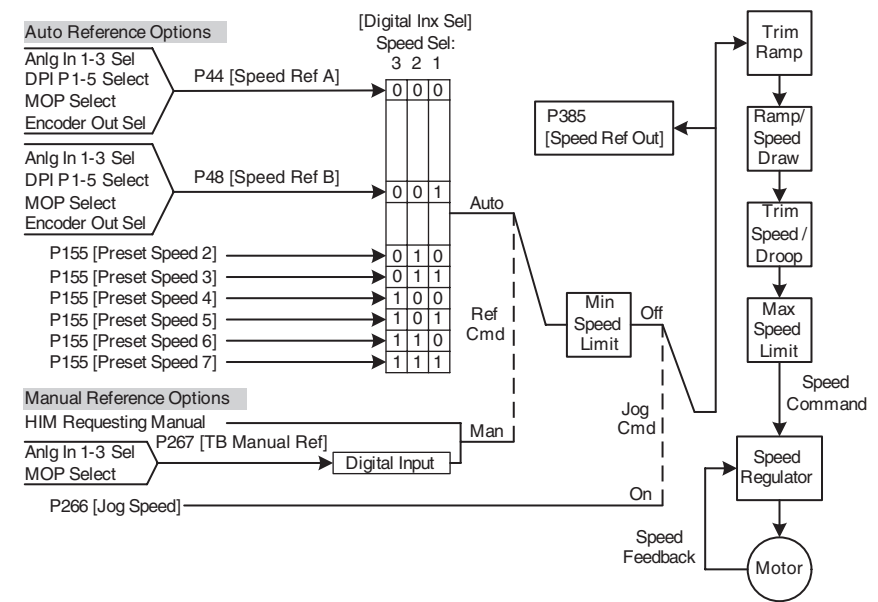 Auto Reference Options
[Digital Inx Sel]
Speed Sel:
3 2 1
Anlg In 1-3 Sel
DPI P1-5 Select
MOP Select
Encoder Out Sel
P44 [Speed Ref A]
0 0 0
Anlg In 1-3 Sel
DPI P1-5 Select
MOP Select
Encoder Out Sel
P48 [Speed Ref B]
0 0 1
P155 [Preset Speed 2]
0 1 0
P155 [Preset Speed 3]
0 1 1
P155 [Preset Speed 4]
1 0 0
P155 [Preset Speed 5]
1 0 1
P155 [Preset Speed 6]
1 1 0
P155 [Preset Speed 7]
1 1 1
Auto
Ref
Cmd
Man
Manual Reference Options
HIM Requesting Manual
Anlg In 1-3 Sel
MOP Select
P267 [TB Manual Ref]
Digital Input
P266 [Jog Speed]
Min
Speed
Limit
Off
Jog
Cmd
On
P385
[Speed Ref Out]
Trim
Ramp
Ramp/
Speed
Draw
Trim
Speed /
Droop
Max
Speed
Limit
Speed
Command
Speed
Regulator
Speed
Feedback
Motor